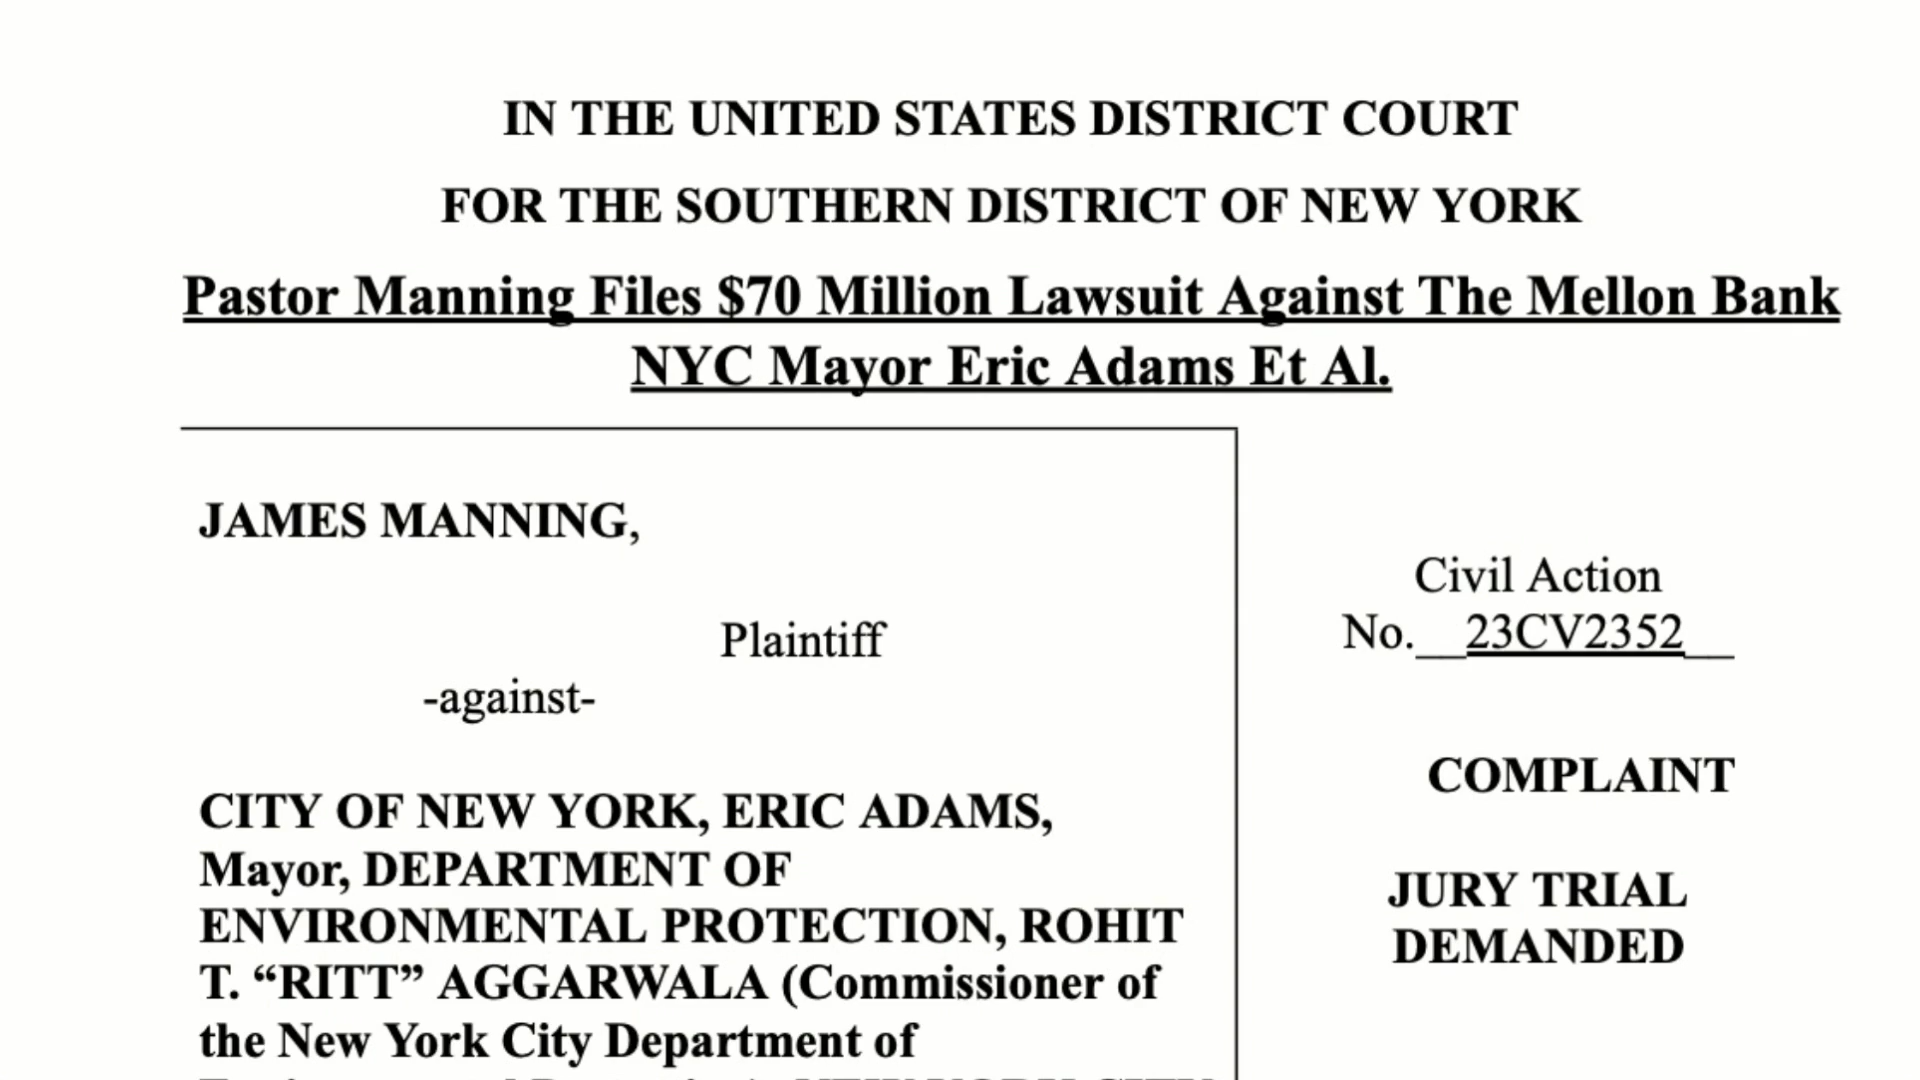 IN THE UNITED STATES DISTRICT COURT
FOR THE SOUTHERN DISTRICT OF NEW YORK
Pastor Manning Files $70 Million Lawsuit Against The Mellon Bank
NYC Mayor Eric Adams Et Al.
JAMES MANNING,
Plaintiff
-against-
CITY OF NEW YORK, ERIC ADAMS,
Mayor, DEPARTMENT OF
ENVIRONMENTAL PROTECTION, ROHIT
T. “RITT” AGGARWALA (Commissioner of
the New York City Department of
Civil Action
No.__23CV2352__
COMPLAINT
JURY TRIAL
DEMANDED